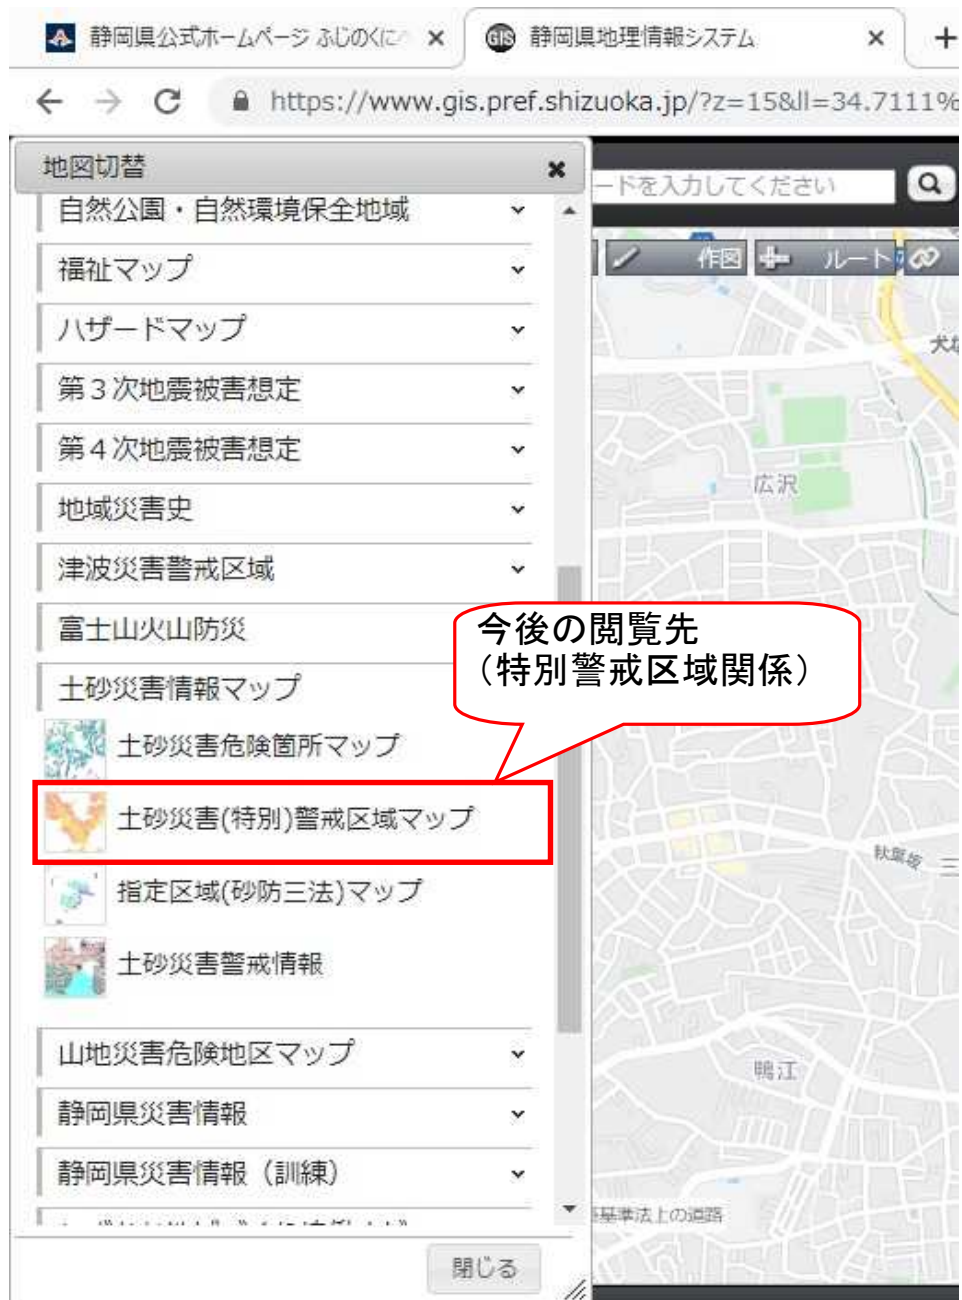 静岡県公式ホームページ ふじのくに
静岡県地理情報システム
https://www.gis.pref.shizuoka.jp/?z=15&ll=34.7111%
地図切替
ードを入力してください
自然公園・自然環境保全地域
作図
ルート
福祉マップ
ハザードマップ
第3次地震被害想定
第4次地震被害想定
広沢
地域災害史
津波災害警戒区域
富士山火山防災
今後の閲覧先
（特別警戒区域関係）
土砂災害情報マップ
土砂災害危険箇所マップ
土砂災害(特別)警戒区域マップ
秋葉坂
三
指定区域(砂防三法)マップ
土砂災害警戒情報
山地災害危険地区マップ
鴨江
静岡県災害情報
静岡県災害情報（訓練）
基準法上の道路
閉じる